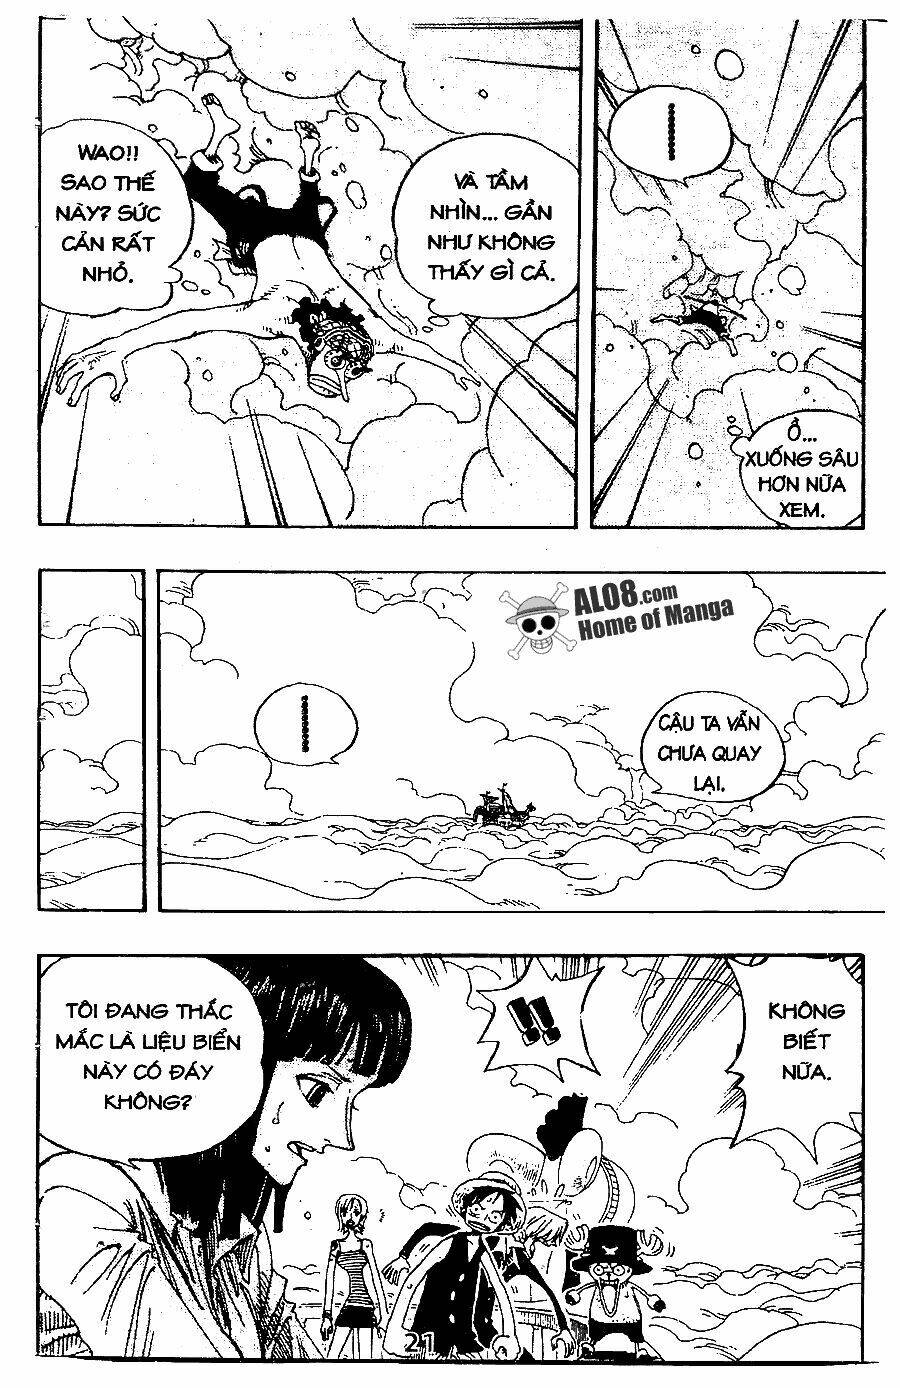 WAO!!
SAO THẾ
NÀY? SỨC
CẢN RẤT
NHỎ.
VÀ TẦM
NHÌN... GẦN
NHƯ KHÔNG
THẤY GÌ CẢ.
Ồ...
XUỐNG SÂU
HƠN NỮA
XEM.
AL08.com
Home of Manga
CẬU TA VẪN
CHƯA QUAY
LẠI.
TÔI ĐANG THẮC
MẮC LÀ LIỆU BIỂN
NÀY CÓ ĐÁY
KHÔNG?
!!
KHÔNG
BIẾT
NỮA.
21